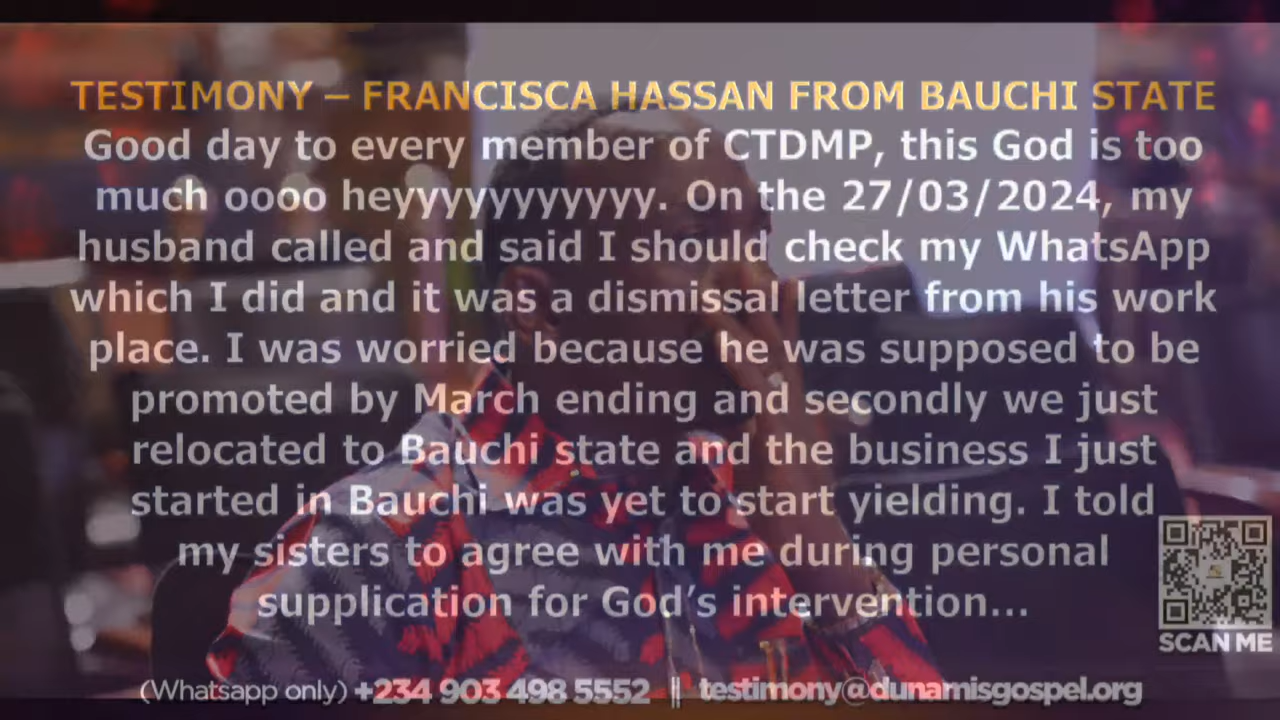 TESTIMONY – FRANCISCA HASSAN FROM BAUCHI STATE
Good day to every member of CTDMP, this God is too
much oooo heyyyyyyyyyyy. On the 27/03/2024, my
husband called and said I should check my WhatsApp
which I did and it was a dismissal letter from his work
place. I was worried because he was supposed to be
promoted by March ending and secondly we just
relocated to Bauchi state and the business I just
started in Bauchi was yet to start yielding. I told
my sisters to agree with me during personal
supplication for God’s intervention...
SCAN ME
(Whatsapp only) +234 903 498 5552 || testimony@dunamisgospel.org